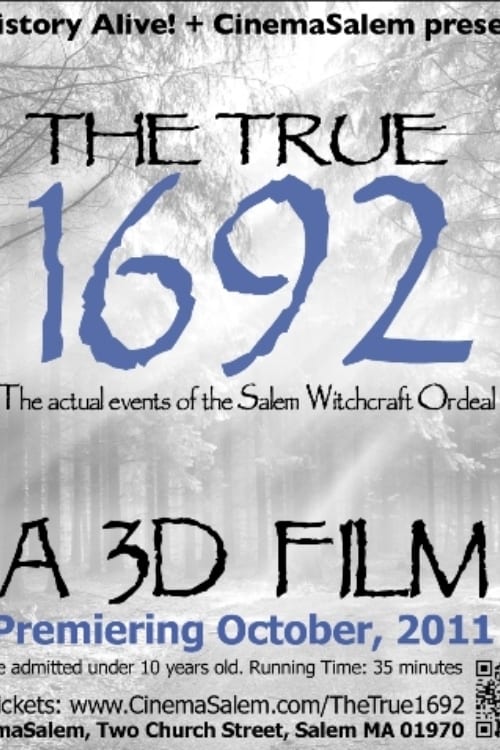 istory Alive! + CinemaSalem prese
THE TRUE
1692
The actual events of the Salem Witchcraft Ordeal
A 3D FILM
Premiering October, 2011
e admitted under 10 years old. Running Time: 35 minutes
ickets: www.CinemaSalem.com/TheTrue1692
maSalem, Two Church Street, Salem MA 01970